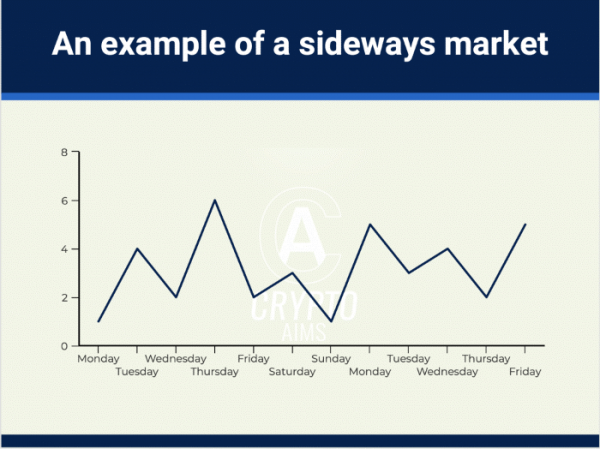 An example of a sideways market
8
6
4
2
0
A
CRYPTO
AIMS
Monday Wednesday Friday Sunday Tuesday Thursday
Tuesday Thursday Saturday Monday Wednesday Friday